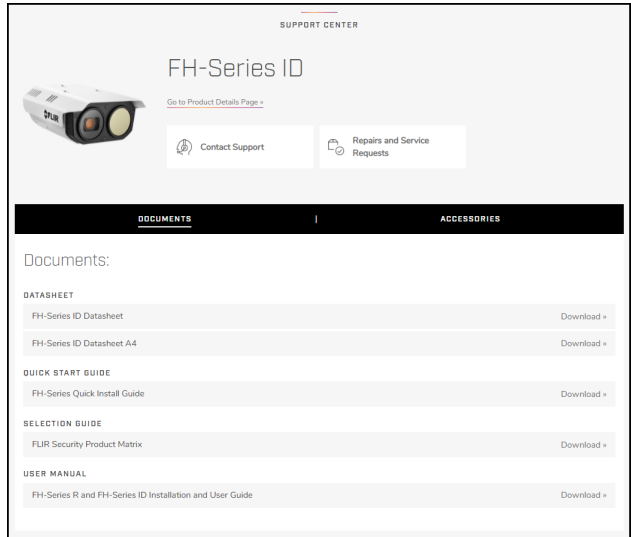 SUPPORT CENTER
FH-Series ID
Go to Product Details Page »
Contact Support
Repairs and Service
Requests
$FLIR
DOCUMENTS | ACCESSORIES
Documents:
DATASHEET
FH-Series ID Datasheet Download »
FH-Series ID Datasheet A4 Download »
QUICK START GUIDE
FH-Series Quick Install Guide Download »
SELECTION GUIDE
FLIR Security Product Matrix Download »
USER MANUAL
FH-Series R and FH-Series ID Installation and User Guide Download »